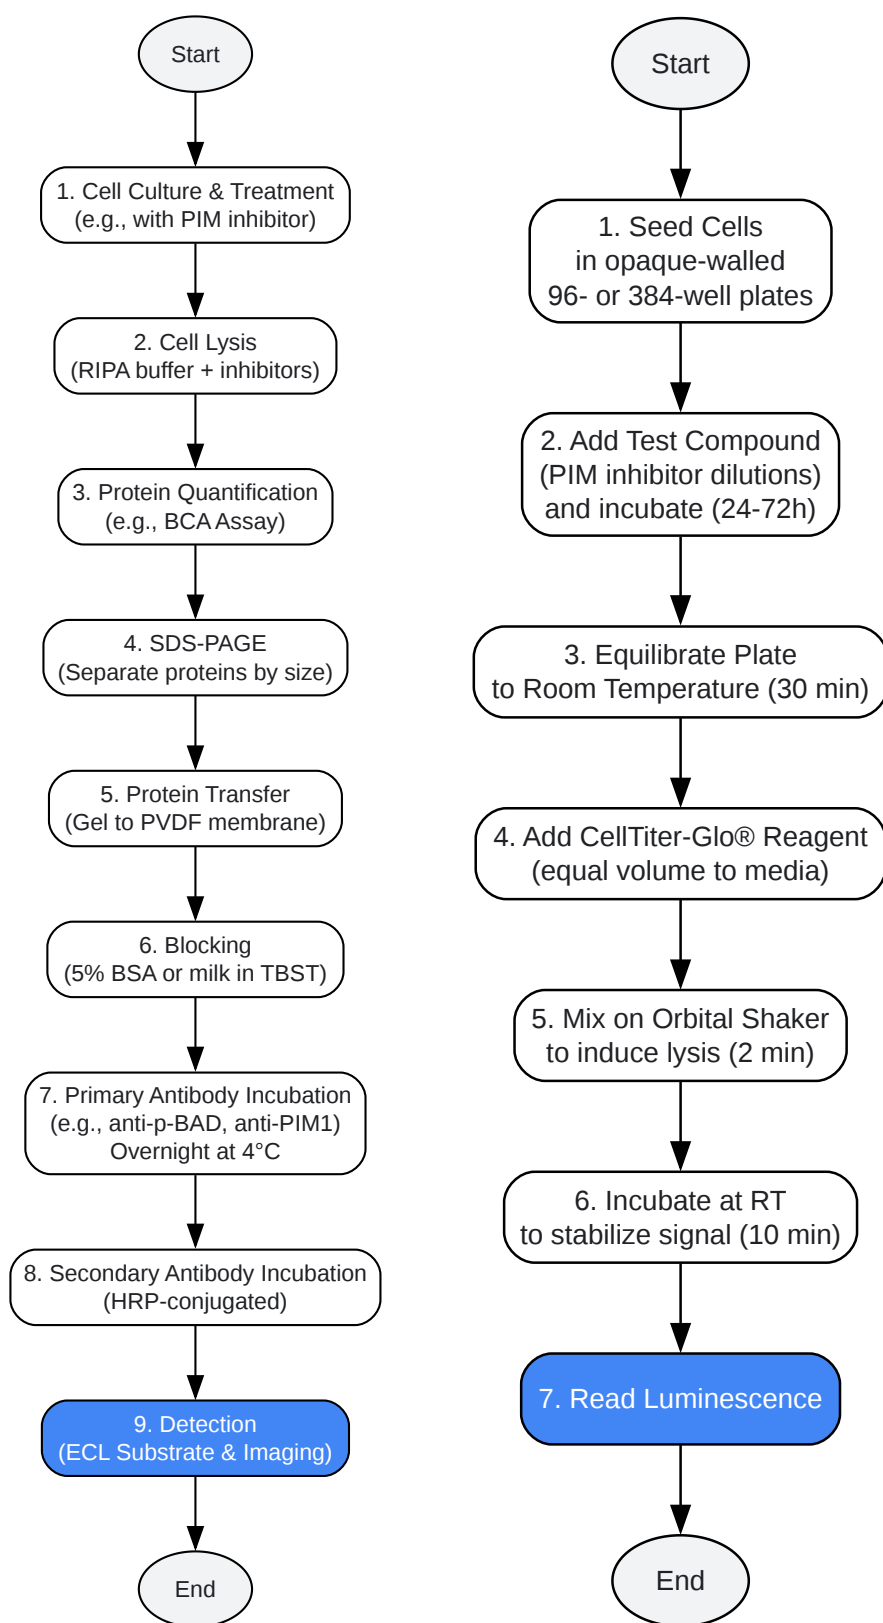 Start
1. Cell Culture & Treatment
(e.g., with PIM inhibitor)
2. Cell Lysis
(RIPA buffer + inhibitors)
3. Protein Quantification
(e.g., BCA Assay)
4. SDS-PAGE
(Separate proteins by size)
5. Protein Transfer
(Gel to PVDF membrane)
6. Blocking
(5% BSA or milk in TBST)
7. Primary Antibody Incubation
(e.g., anti-p-BAD, anti-PIM1)
Overnight at 4°C
8. Secondary Antibody Incubation
(HRP-conjugated)
9. Detection
(ECL Substrate & Imaging)
End
Start
1. Seed Cells
in opaque-walled
96- or 384-well plates
2. Add Test Compound
(PIM inhibitor dilutions)
and incubate (24-72h)
3. Equilibrate Plate
to Room Temperature (30 min)
4. Add CellTiter-Glo® Reagent
(equal volume to media)
5. Mix on Orbital Shaker
to induce lysis (2 min)
6. Incubate at RT
to stabilize signal (10 min)
7. Read Luminescence
End